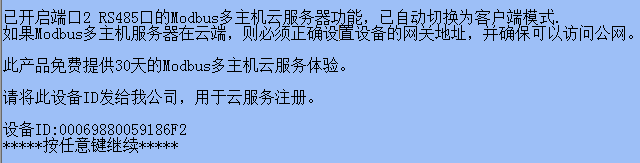 已开启端口2 RS485口的Modbus多主机云服务器功能，已自动切换为客户端模式.
如果Modbus多主机服务器在云端，则必须正确设置设备的网关地址，并确保可以访问公网。
此产品免费提供30天的Modbus多主机云服务体验。
请将此设备ID发给我公司，用于云服务注册。
设备ID:00069880059186F2
*****按任意键继续*****